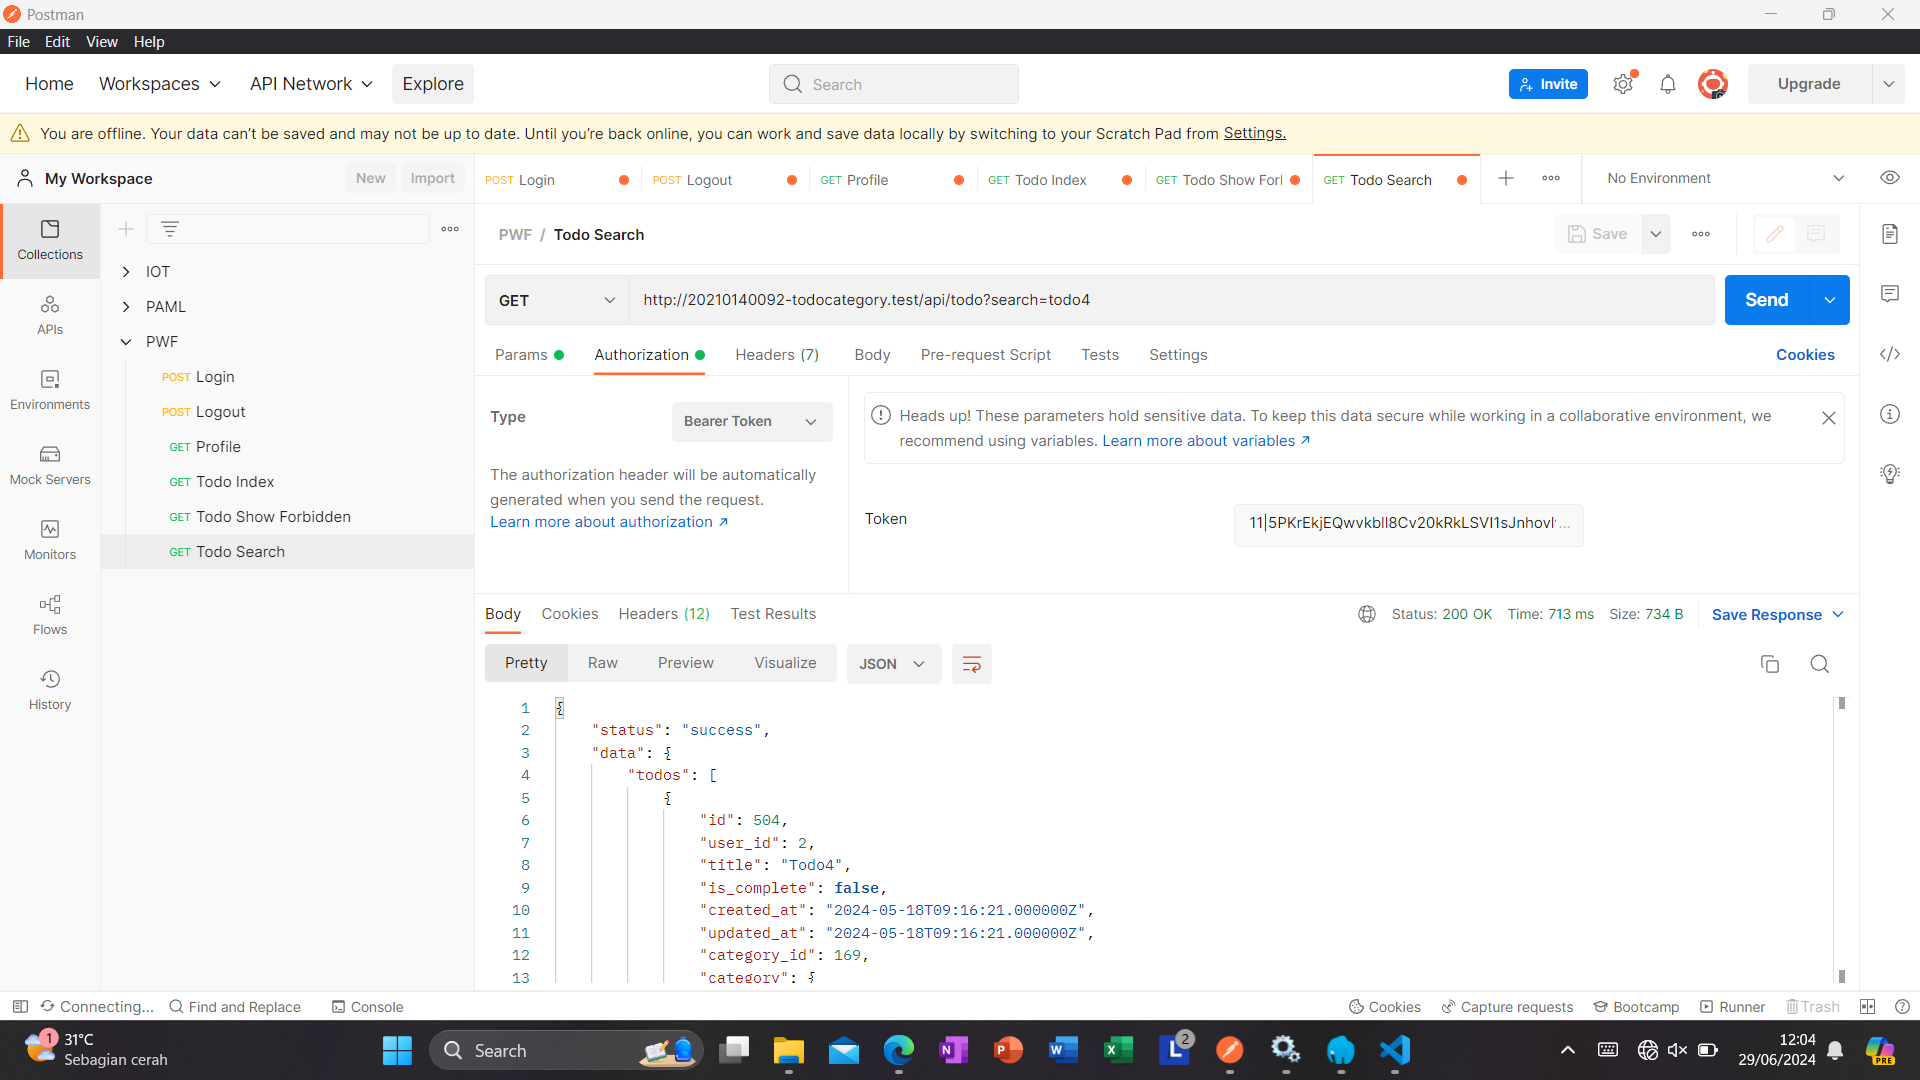 Postman
File Edit View Help
Home Workspaces API Network Explore Search Invite Upgrade
You are offline. Your data can't be saved and may not be up to date. Until you're back online, you can work and save data locally by switching to your Scratch Pad from Settings.
My Workspace New Import
POST Login POST Logout GET Profile GET Todo Index GET Todo Show Forl GET Todo Search No Environment
Collections
APIs
Environments
Mock Servers
Monitors
Flows
History
IOT
PAML
PWF
POST Login
POST Logout
GET Profile
GET Todo Index
GET Todo Show Forbidden
GET Todo Search
PWF / Todo Search Save
GET http://20210140092-todocategory.test/api/todo?search=todo4 Send
Params Authorization Headers (7) Body Pre-request Script Tests Settings Cookies
Type Bearer Token
The authorization header will be automatically
generated when you send the request.
Learn more about authorization ↗
Heads up! These parameters hold sensitive data. To keep this data secure while working in a collaborative environment, we
recommend using variables. Learn more about variables ↗
Token
Body Cookies Headers (12) Test Results Status: 200 OK Time: 713 ms Size: 734 B Save Response
Pretty Raw Preview Visualize JSON
1 {
2 "status": "success",
3 "data": {
4 "todos": [
5 {
6 "id": 504,
7 "user_id": 2,
8 "title": "Todo4",
9 "is_complete": false,
10 "created_at": "2024-05-18T09:16:21.000000Z",
11 "updated_at": "2024-05-18T09:16:21.000000Z",
12 "category_id": 169,
13 "category": {
Connecting... Find and Replace Console Cookies Capture requests Bootcamp Runner Trash
1 31°C
Sebagian cerah
Search
2
12:04
29/06/2024
PRE